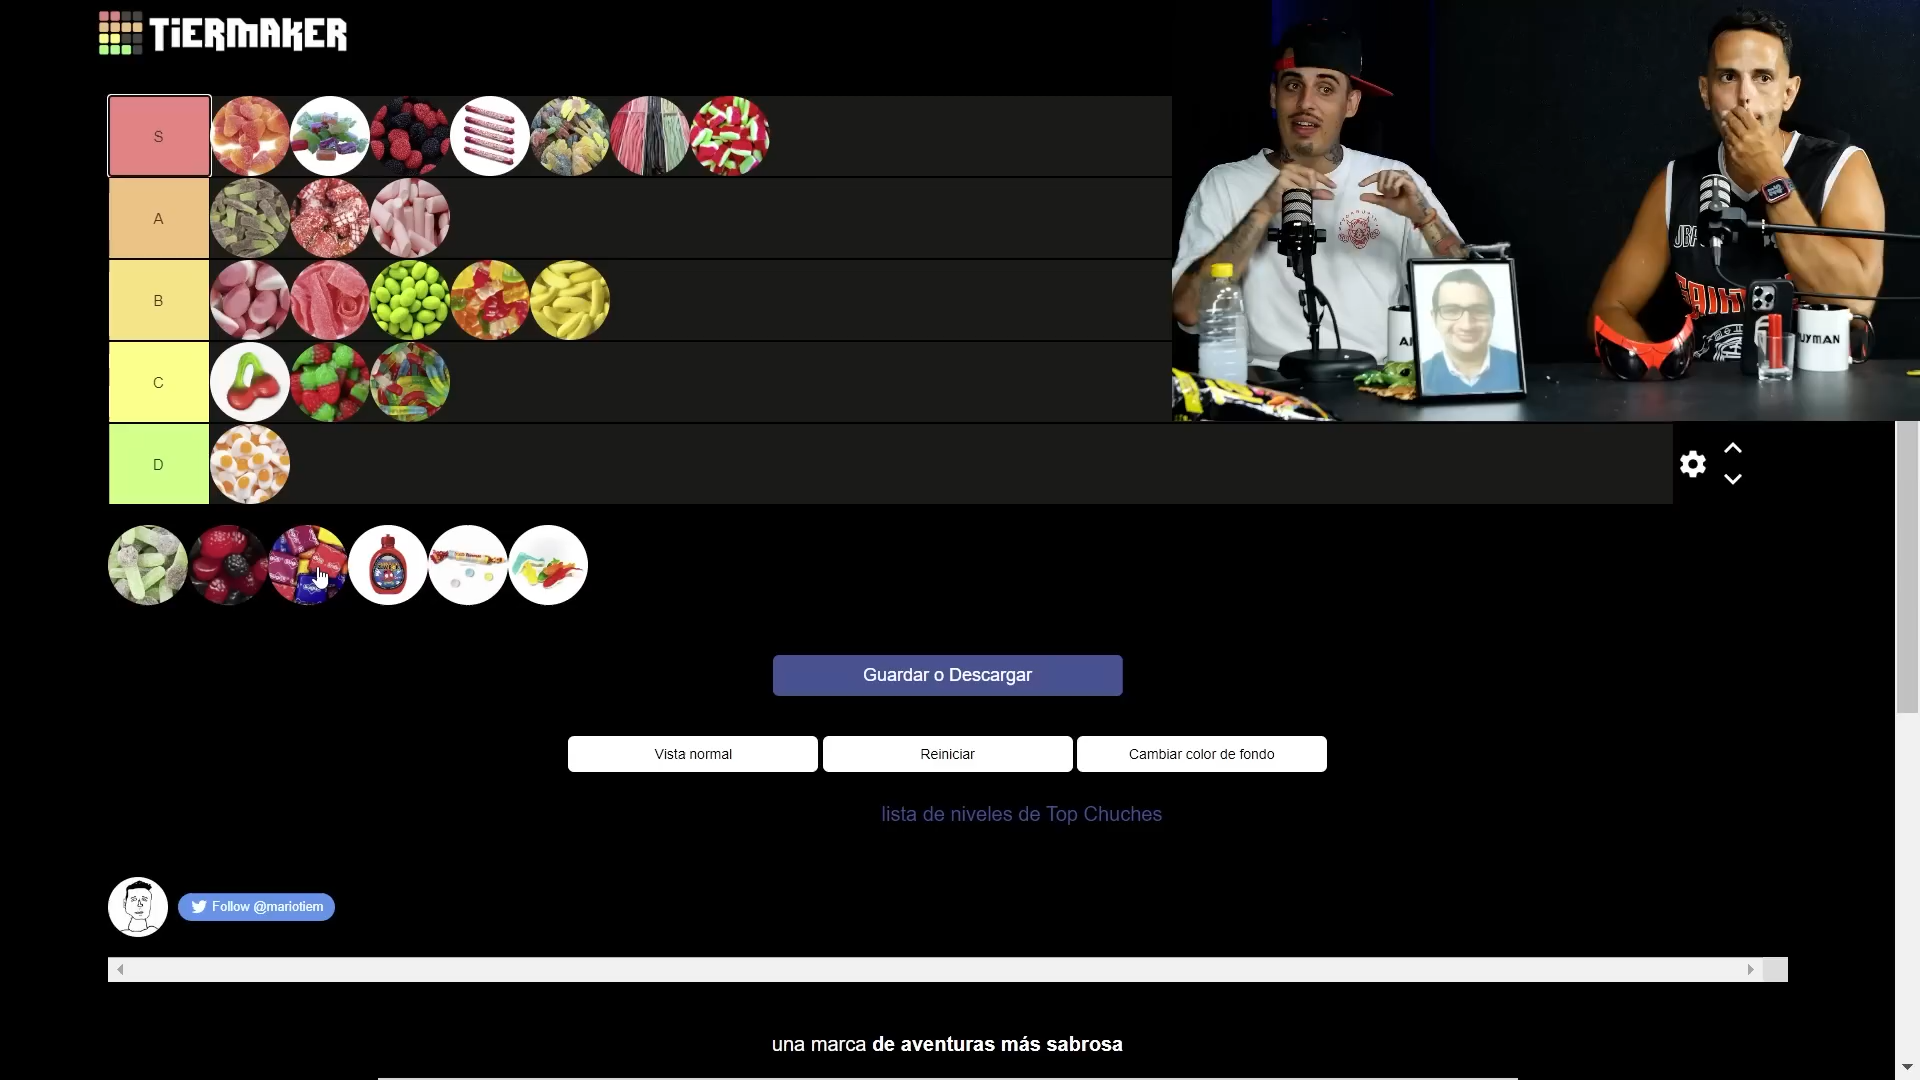 TiERMAKER
S
A
B
C
D
UYMAN
Guardar o Descargar
Vista normal
Reiniciar
Cambiar color de fondo
lista de niveles de Top Chuches
Follow @mariotiem
una marca de aventuras más sabrosa